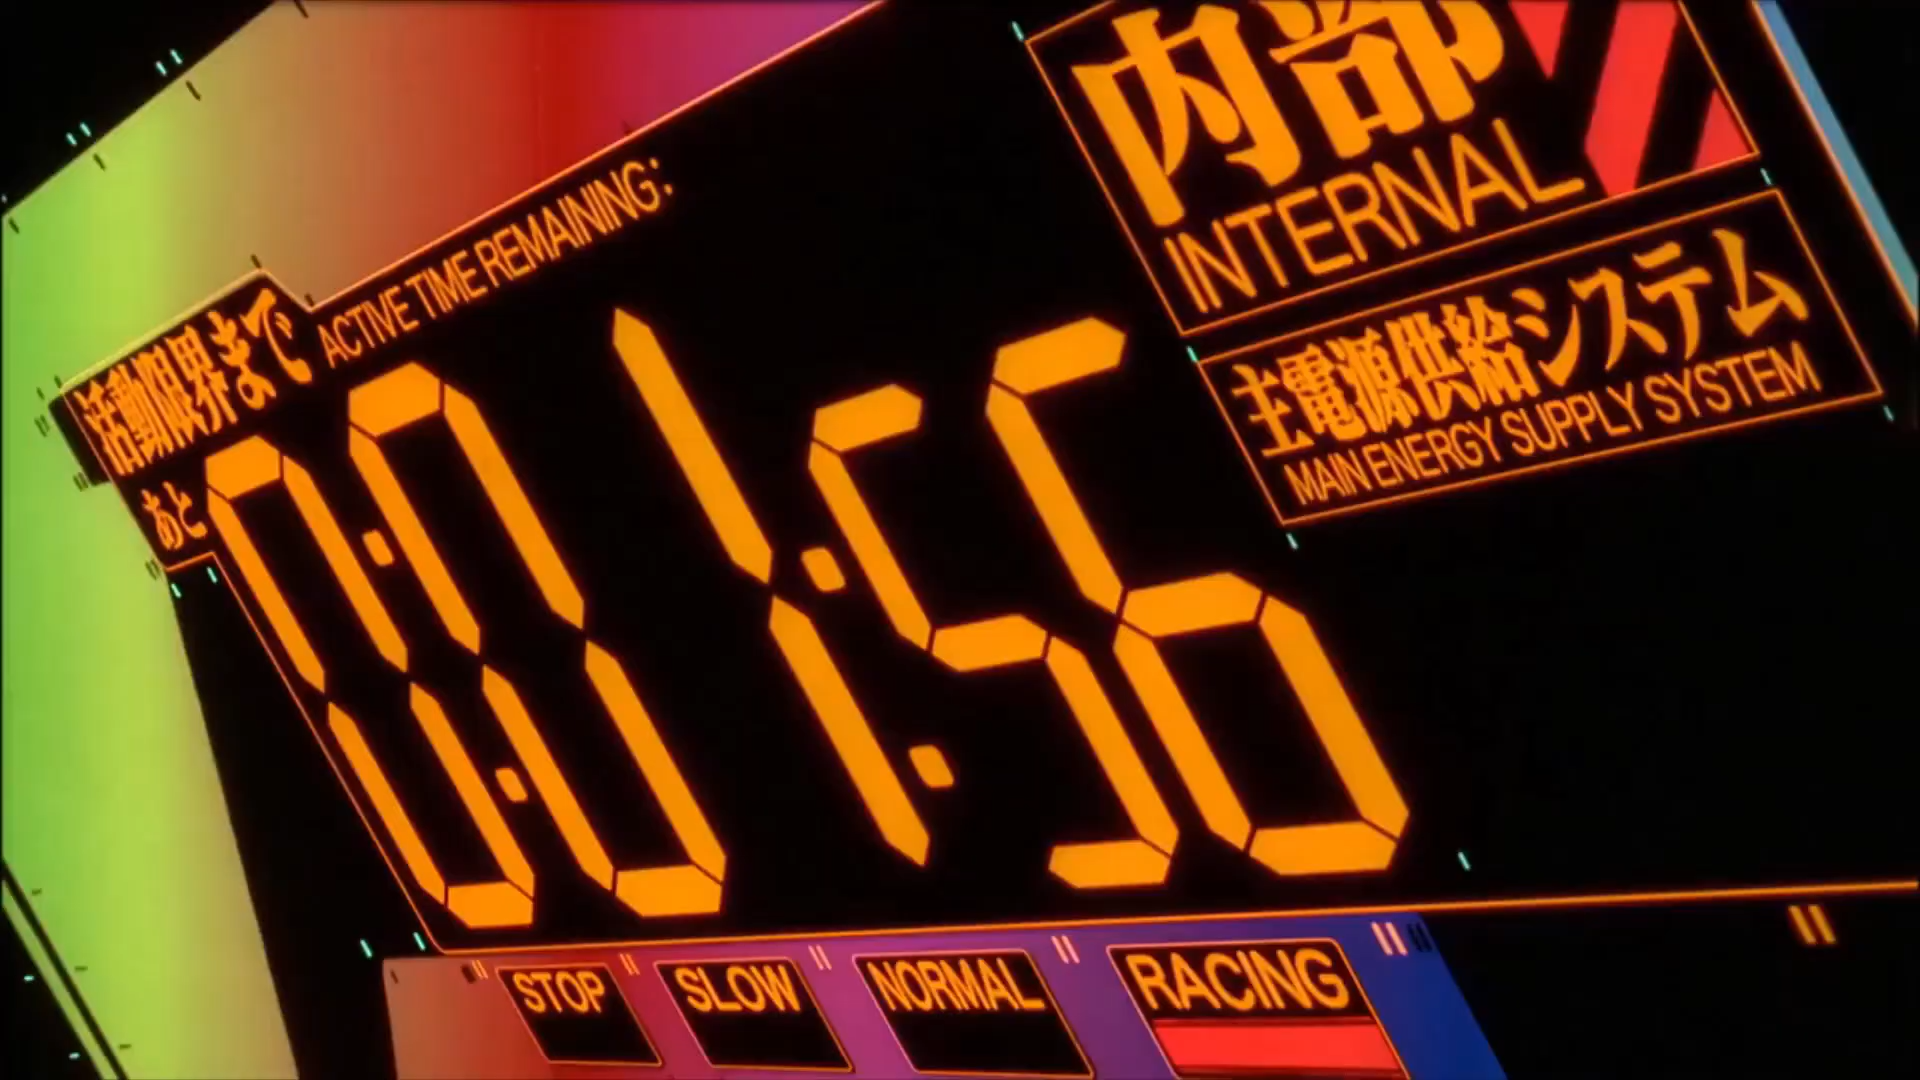 内部
INTERNAL
主電源供給システム
MAIN ENERGY SUPPLY SYSTEM
活動限界まで
ACTIVE TIME REMAINING:
あと
0:01:56
STOP
SLOW
NORMAL
RACING